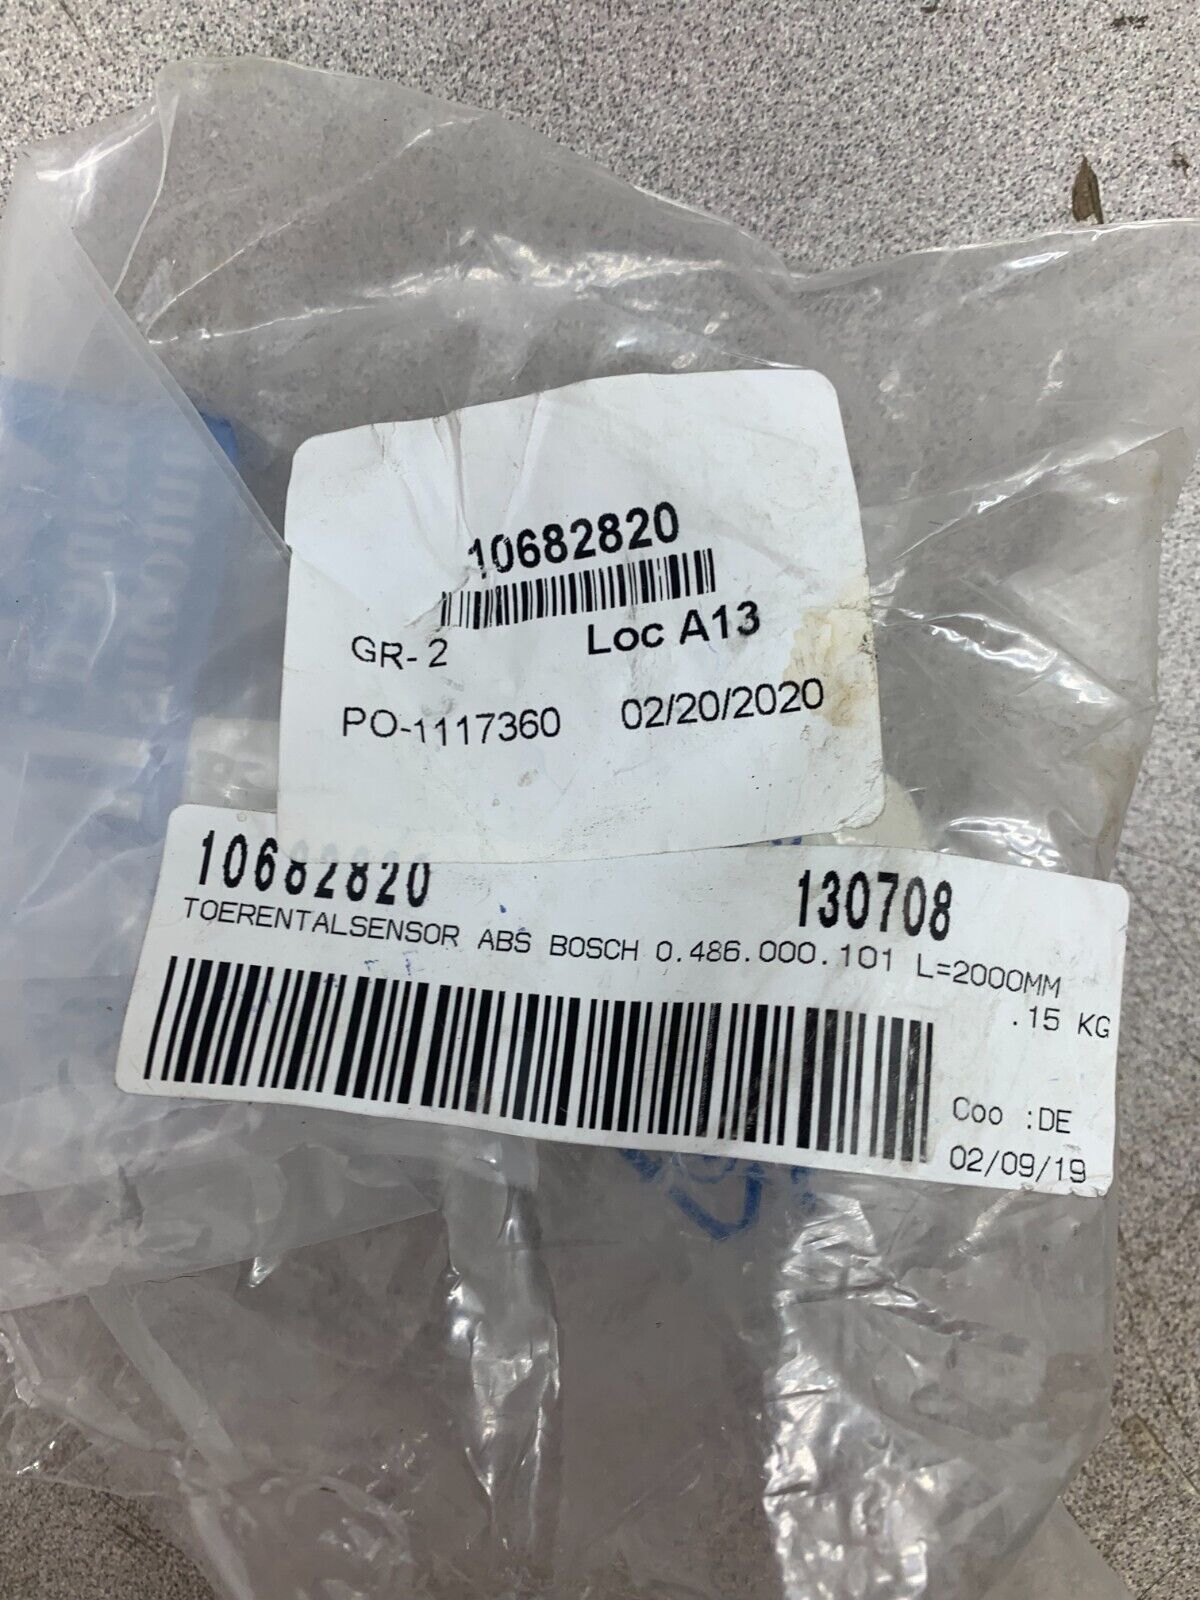 10682820
GR- 2 Loc A13
PO-1117360 02/20/2020
10682820 130708
TOERENTALSENSOR ABS BOSCH 0.486.000.101 L=2000MM
.15 KG
Coo :DE
02/09/19